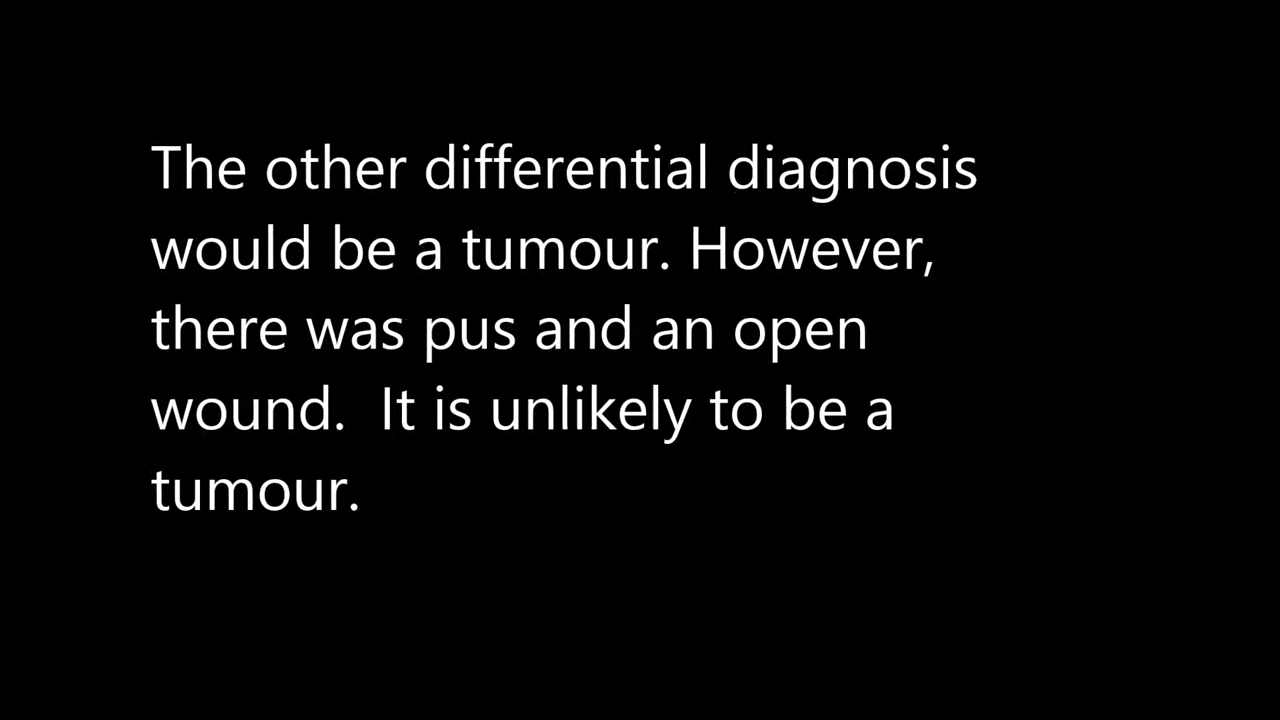 The other differential diagnosis
would be a tumour. However,
there was pus and an open
wound.  It is unlikely to be a
tumour.